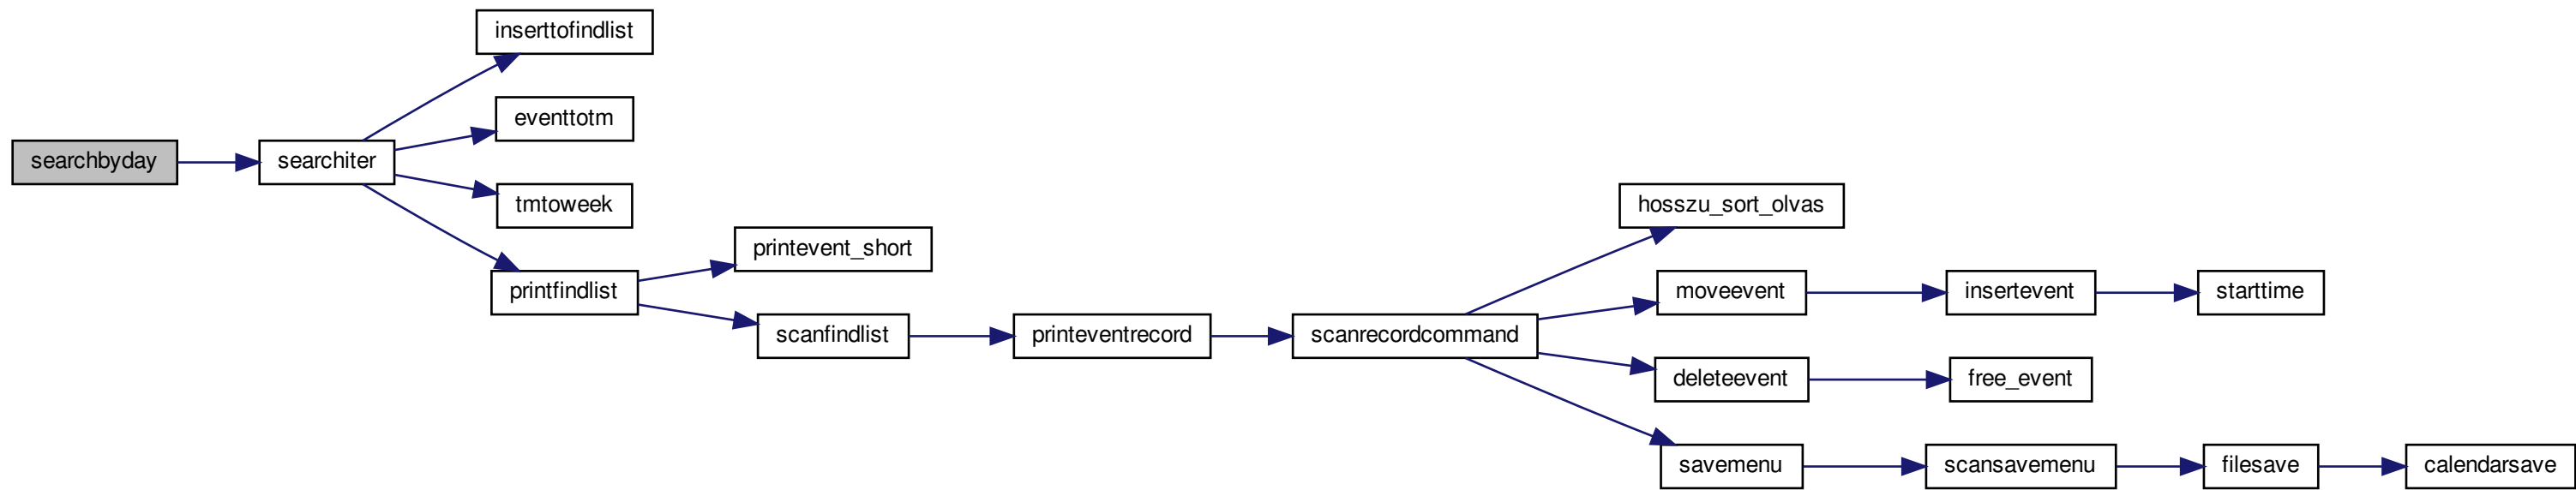 searchbyday
searchiter
inserttofindlist
eventtotm
tmtoweek
printfindlist
printevent_short
scanfindlist
printeventrecord
scanrecordcommand
hosszu_sort_olvas
moveevent
insertevent
starttime
deleteevent
free_event
savemenu
scansavemenu
filesave
calendarsave